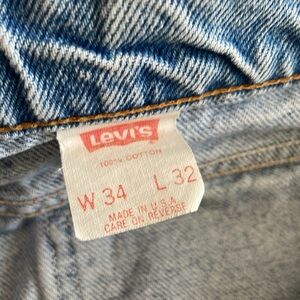 Levi's
100% COTTON
W 34 L 32
MADE IN U.S.A.
CARE ON REVERSE